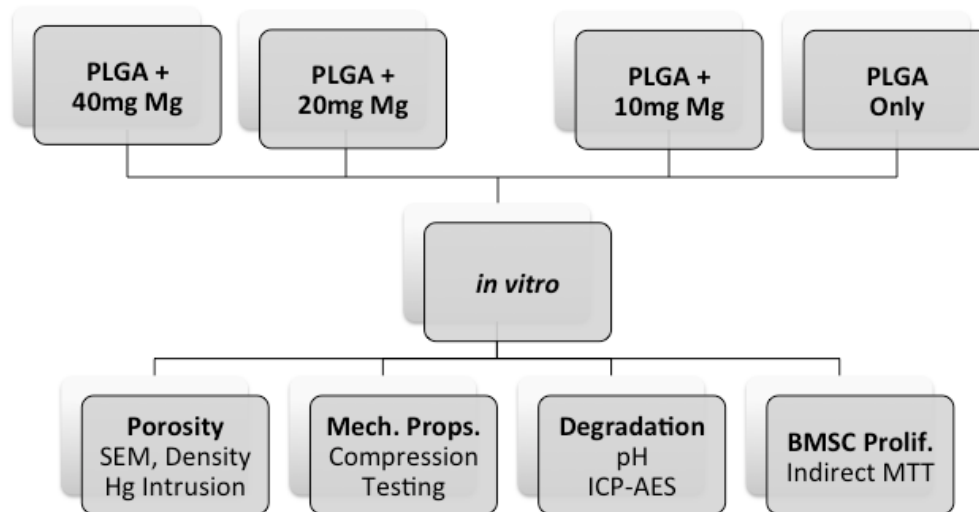 PLGA +
40mg Mg
PLGA +
20mg Mg
PLGA +
10mg Mg
PLGA
Only
in vitro
Porosity
SEM, Density
Hg Intrusion
Mech. Props.
Compression
Testing
Degradation
pH
ICP-AES
BMSC Prolif.
Indirect MTT